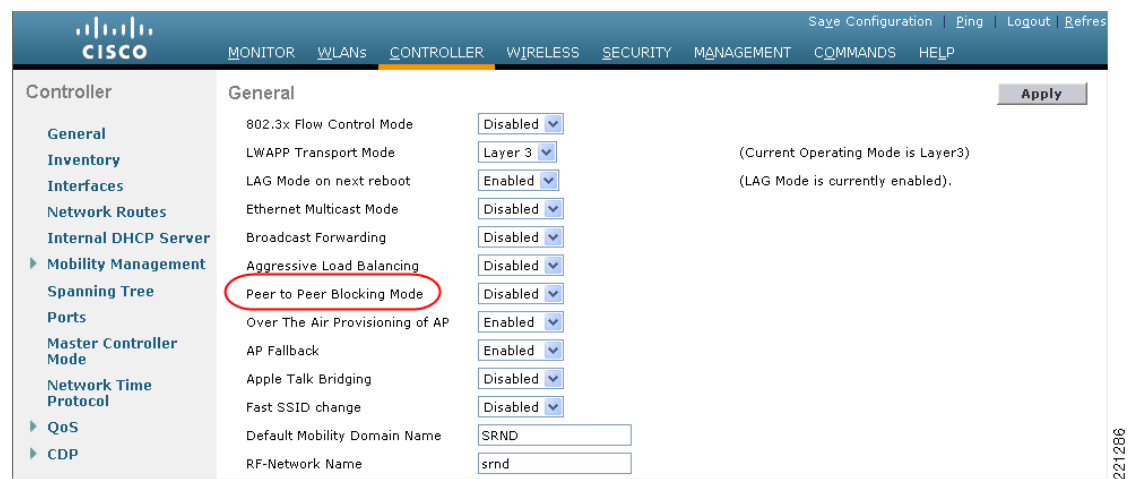 Save Configuration | Ping | Logout | Refres
CISCO
MONITOR WLANs CONTROLLER WIRELESS SECURITY MANAGEMENT COMMANDS HELP
Controller
General
Inventory
Interfaces
Network Routes
Internal DHCP Server
Mobility Management
Spanning Tree
Ports
Master Controller
Mode
Network Time
Protocol
QoS
CDP
General
Apply
802.3x Flow Control Mode Disabled
LWAPP Transport Mode Layer 3 (Current Operating Mode is Layer3)
LAG Mode on next reboot Enabled (LAG Mode is currently enabled).
Ethernet Multicast Mode Disabled
Broadcast Forwarding Disabled
Aggressive Load Balancing Disabled
Peer to Peer Blocking Mode Disabled
Over The Air Provisioning of AP Enabled
AP Fallback Enabled
Apple Talk Bridging Disabled
Fast SSID change Disabled
Default Mobility Domain Name SRND
RF-Network Name srnd
221286